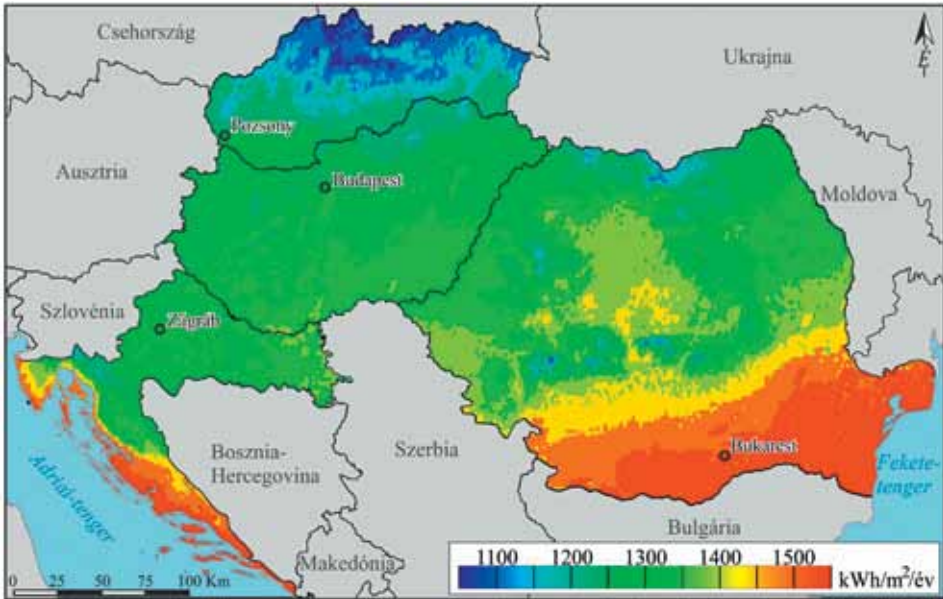 Csehország
Ukrajna
É
Pozsony
Ausztria
Budapest
Moldova
Szlovénia
Zágráb
Bosznia-
Hercegovina
Szerbia
Bukarest
Adriai-tenger
Fekete-
tenger
Bulgária
Makedónia
0 25 50 75 100 Km
1100 1200 1300 1400 1500
kWh/m²/év